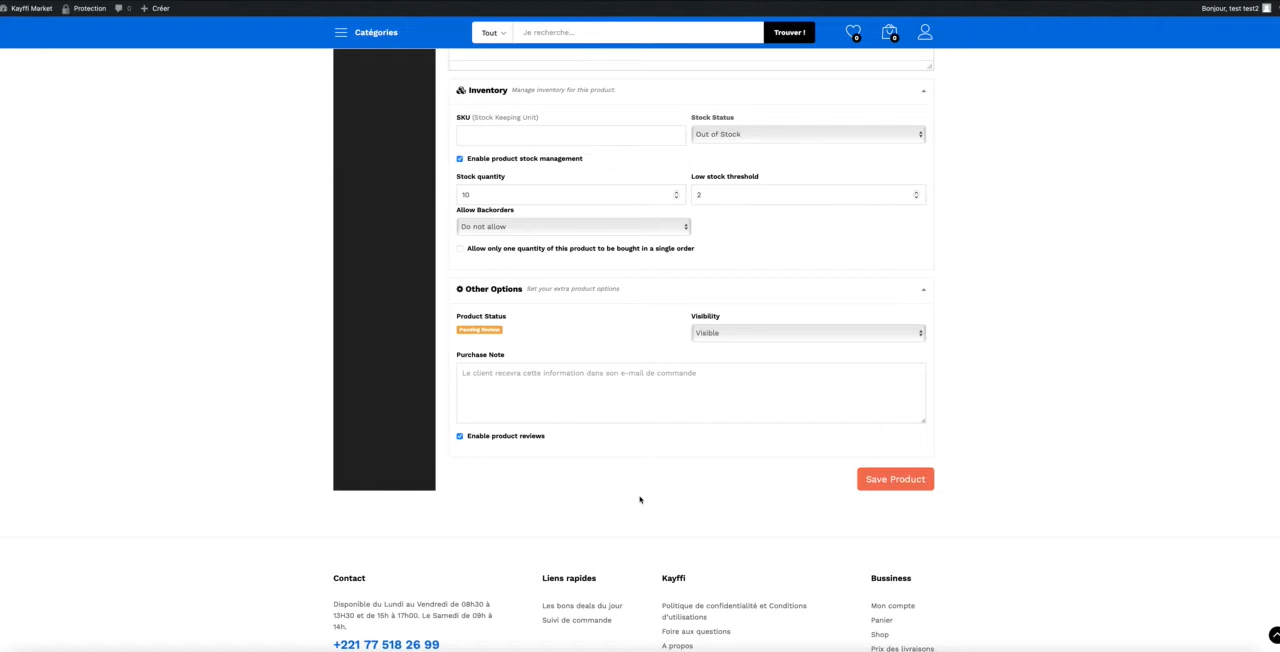 Kayffi Market Protection 0 Créer Bonjour, test test2
Catégories Tout Je recherche... Trouver ! 0 0
Inventory Manage inventory for this product.
SKU (Stock Keeping Unit) Stock Status
Out of Stock
Enable product stock management
Stock quantity Low stock threshold
10 2
Allow Backorders
Do not allow
Allow only one quantity of this product to be bought in a single order
Other Options Set your extra product options
Product Status Visibility
Pending Review Visible
Purchase Note
Le client recevra cette information dans son e-mail de commande
Enable product reviews
Save Product
Contact Liens rapides Kayffi Bussiness
Disponible du Lundi au Vendredi de 08h30 à Les bons deals du jour Politique de confidentialité et Conditions Mon compte
13H30 et de 15h à 17h00. Le Samedi de 09h à Suivi de commande d'utilisations Panier
14h. Foire aux questions Shop
+221 77 518 26 99 A propos Prix des livraisons